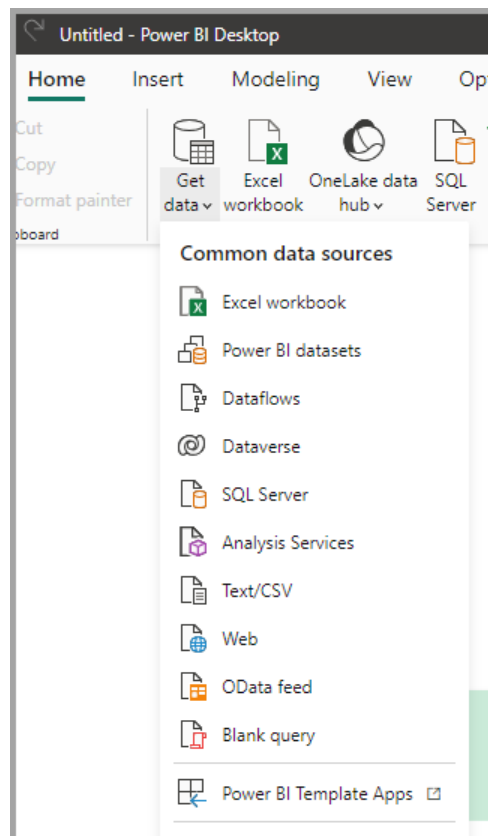 Untitled - Power BI Desktop
Home Insert Modeling View
Cut
Copy
Format painter
Get data
Excel workbook
OneLake data hub
SQL Server
Common data sources
Excel workbook
Power BI datasets
Dataflows
Dataverse
SQL Server
Analysis Services
Text/CSV
Web
OData feed
Blank query
Power BI Template Apps